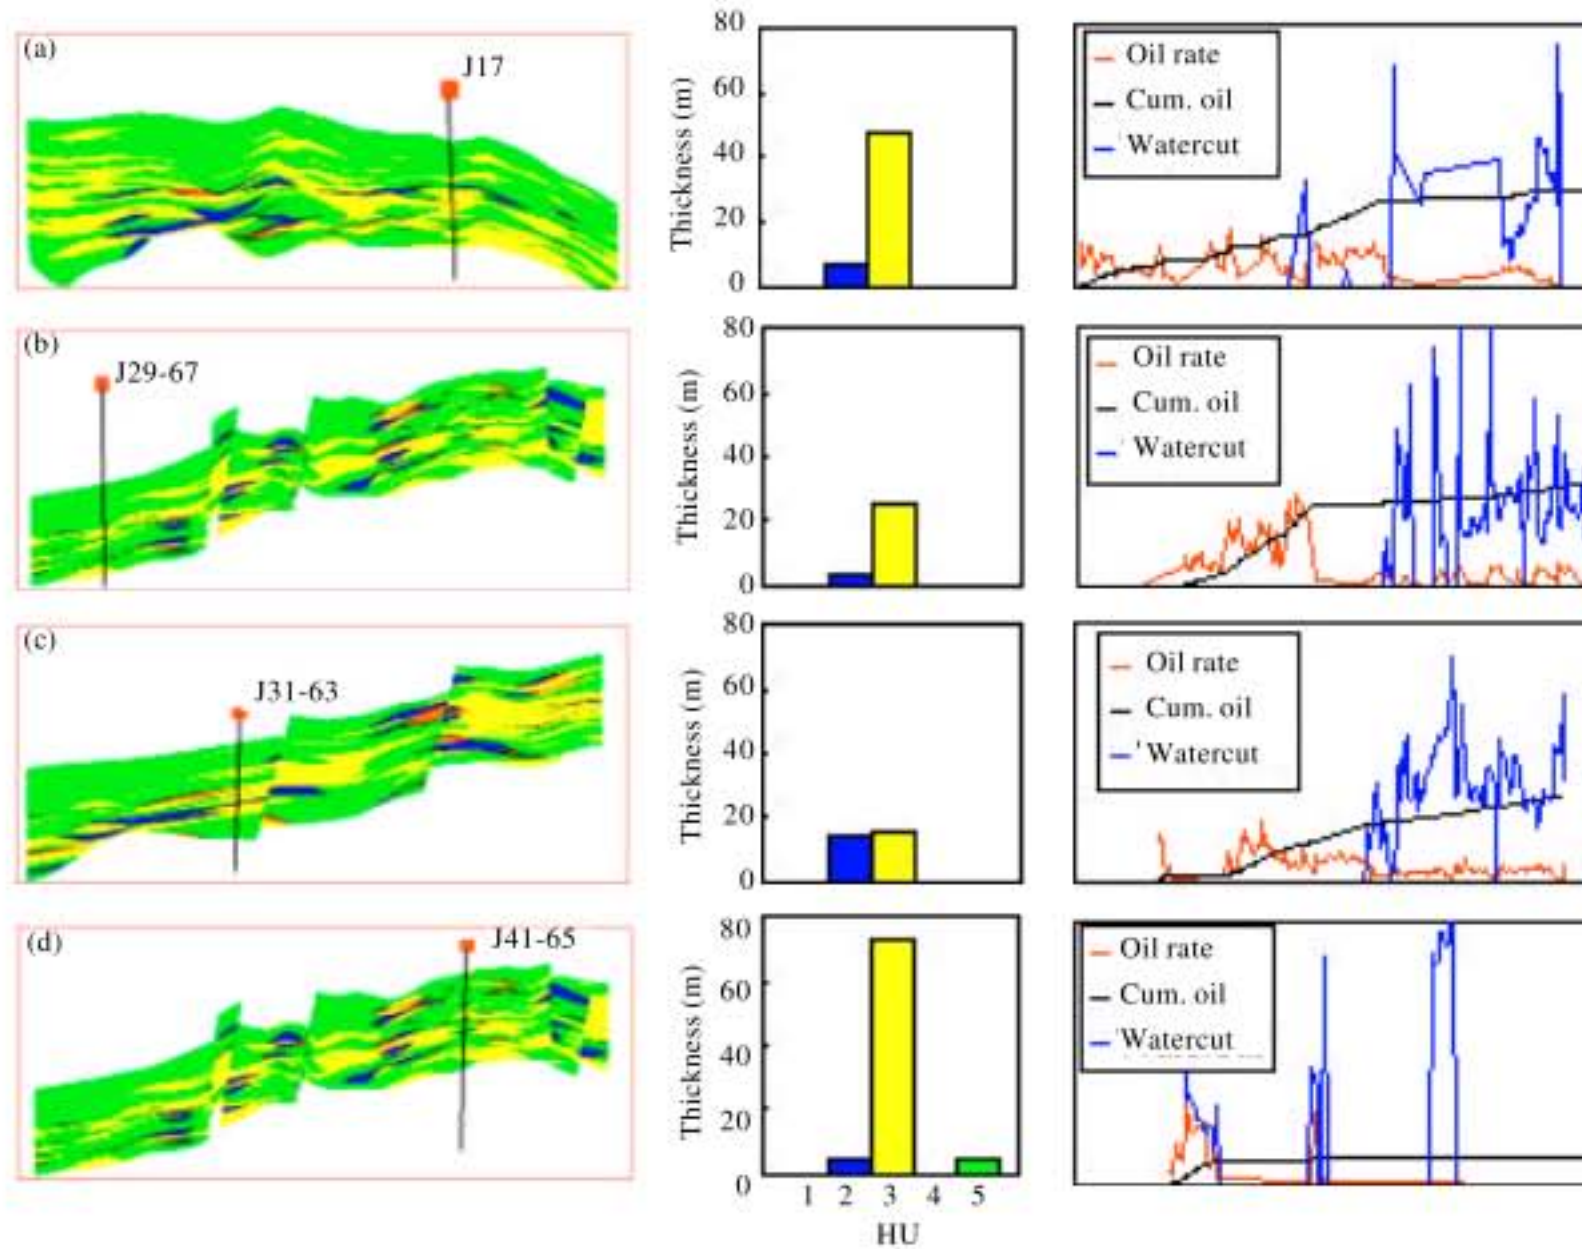 (a)
J17
Thickness (m)
80
60
40
20
0
Oil rate
Cum. oil
Watercut
(b)
J29-67
Thickness (m)
80
60
40
20
0
Oil rate
Cum. oil
Watercut
(c)
J31-63
Thickness (m)
80
60
40
20
0
Oil rate
Cum. oil
Watercut
(d)
J41-65
Thickness (m)
80
60
40
20
0
1 2 3 4 5
HU
Oil rate
Cum. oil
Watercut